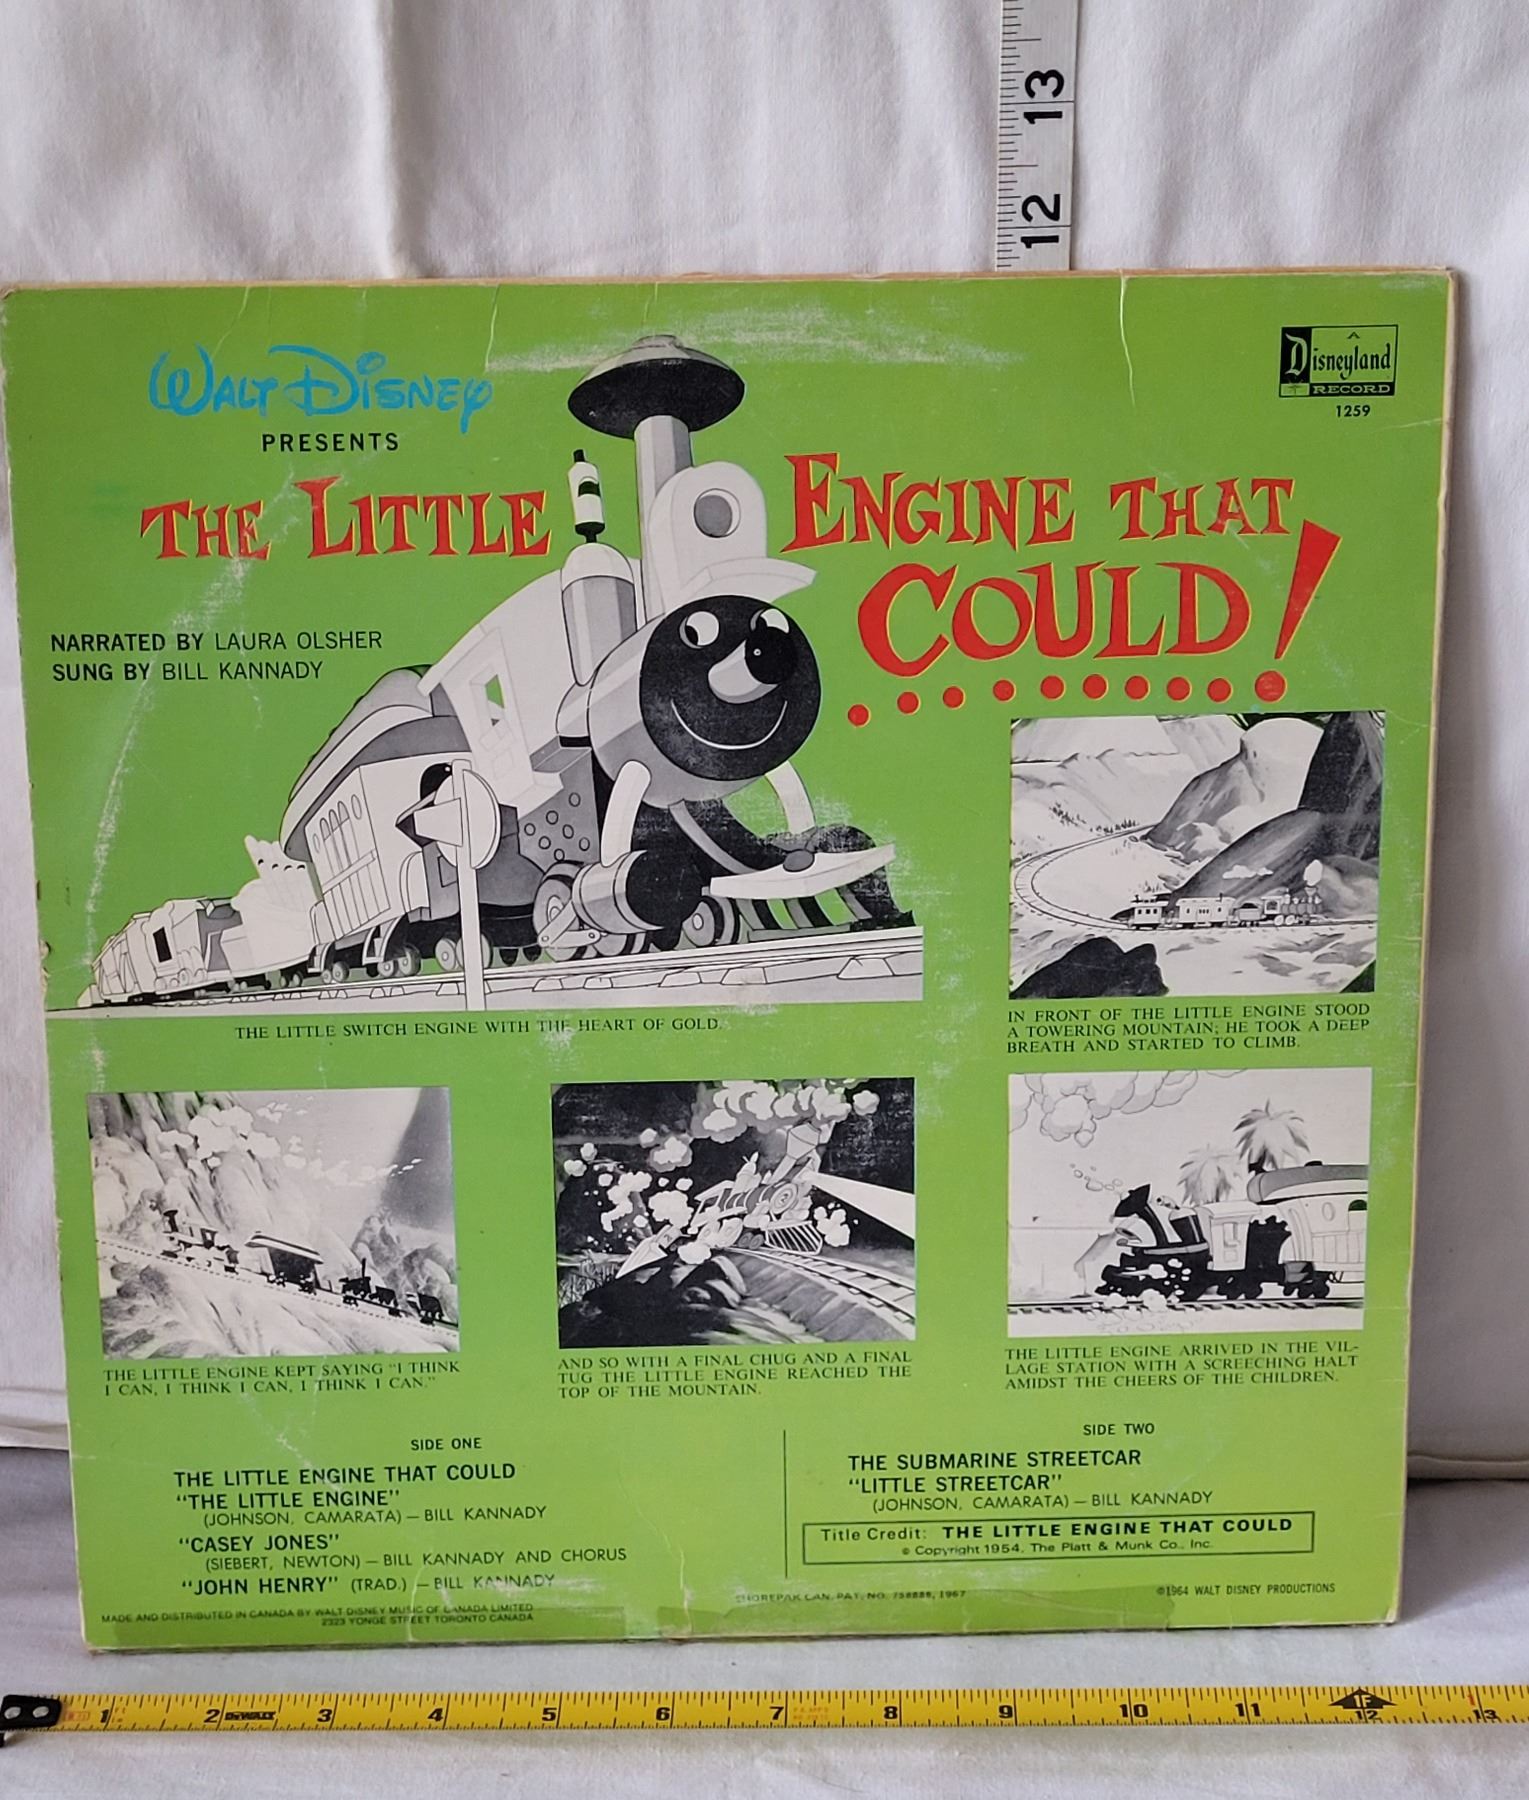 12 13
WALT DISNEY
PRESENTS
A
Disneyland
RECORD
1259
THE LITTLE ENGINE THAT
COULD!
NARRATED BY LAURA OLSHER
SUNG BY BILL KANNADY
THE LITTLE SWITCH ENGINE WITH THE HEART OF GOLD.
IN FRONT OF THE LITTLE ENGINE STOOD
A TOWERING MOUNTAIN; HE TOOK A DEEP
BREATH AND STARTED TO CLIMB.
THE LITTLE ENGINE KEPT SAYING "I THINK
I CAN, I THINK I CAN, I THINK I CAN."
AND SO WITH A FINAL CHUG AND A FINAL
TUG THE LITTLE ENGINE REACHED THE
TOP OF THE MOUNTAIN.
THE LITTLE ENGINE ARRIVED IN THE VIL-
LAGE STATION WITH A SCREECHING HALT
AMIDST THE CHEERS OF THE CHILDREN.
SIDE ONE
THE LITTLE ENGINE THAT COULD
"THE LITTLE ENGINE"
(JOHNSON, CAMARATA) — BILL KANNADY
"CASEY JONES"
(SIEBERT, NEWTON) — BILL KANNADY AND CHORUS
"JOHN HENRY" (TRAD.) — BILL KANNADY
MADE AND DISTRIBUTED IN CANADA BY WALT DISNEY MUSIC OF CANADA LIMITED
2323 YONGE STREET TORONTO CANADA
SIDE TWO
THE SUBMARINE STREETCAR
"LITTLE STREETCAR"
(JOHNSON, CAMARATA) — BILL KANNADY
Title Credit: THE LITTLE ENGINE THAT COULD
© Copyright 1954, The Platt & Munk Co., Inc.
SHOREPAK CAN. PAT. NO. 758888, 1967
©1964 WALT DISNEY PRODUCTIONS
1 2 DEWALT 3 4 5 6 7 8 9 10 11 1F 12 13